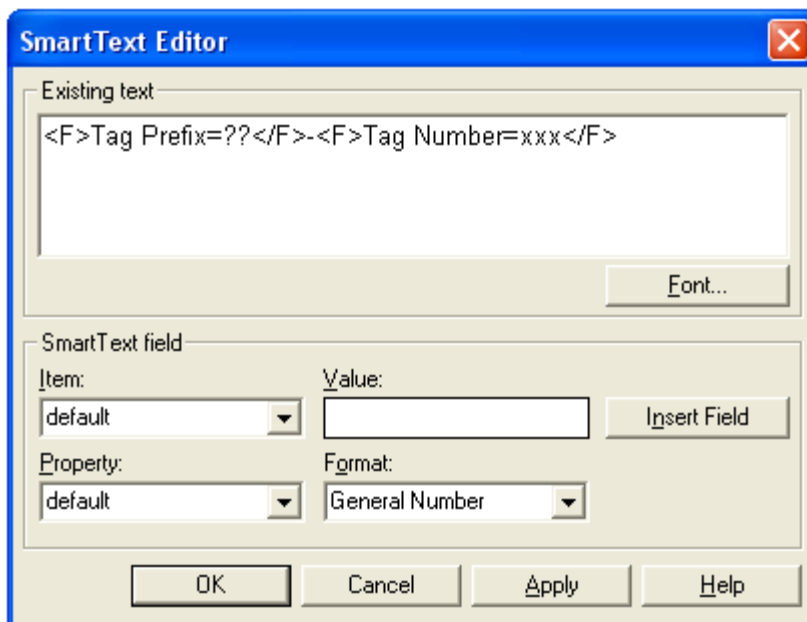 SmartText Editor
Existing text
<F>Tag Prefix=??</F>-<F>Tag Number=xxx</F>
Font...
SmartText field
Item: Value:
default Insert Field
Property: Format:
default General Number
OK Cancel Apply Help